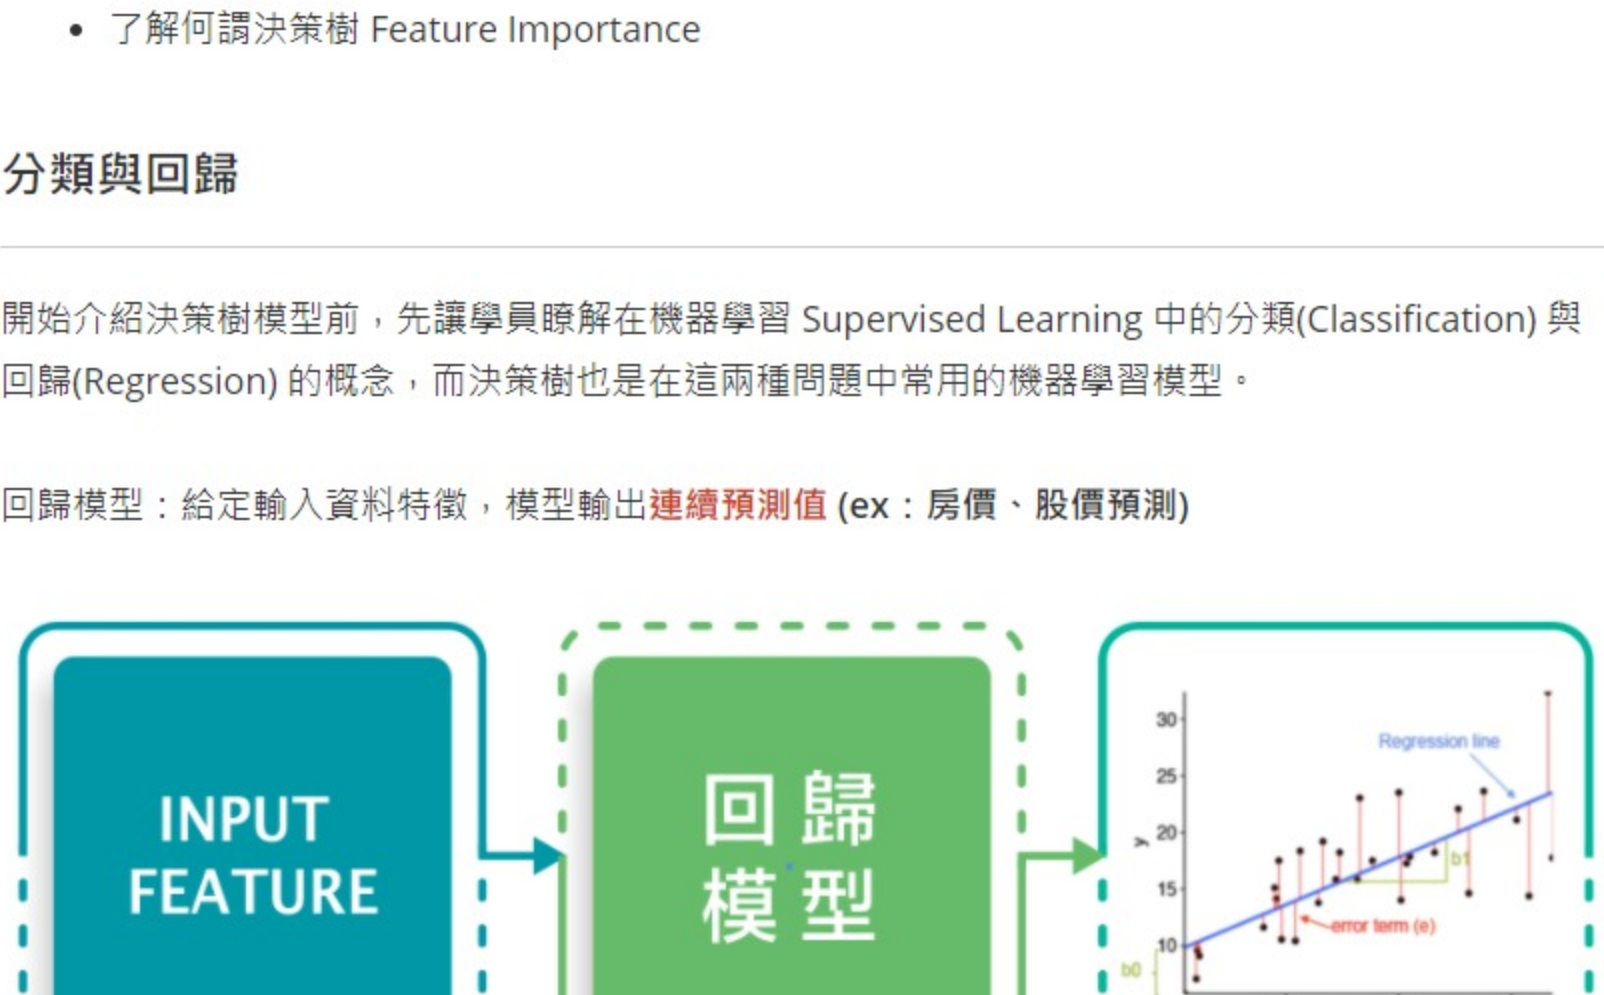 • 了解何謂決策樹 Feature Importance
分類與回歸
開始介紹決策樹模型前，先讓學員瞭解在機器學習 Supervised Learning 中的分類(Classification) 與
回歸(Regression) 的概念，而決策樹也是在這兩種問題中常用的機器學習模型。
回歸模型：給定輸入資料特徵，模型輸出連續預測值 (ex：房價、股價預測)
INPUT
FEATURE
回歸
模型
30
25
20
15
10
y
Regression line
b1
error term (e)
b0